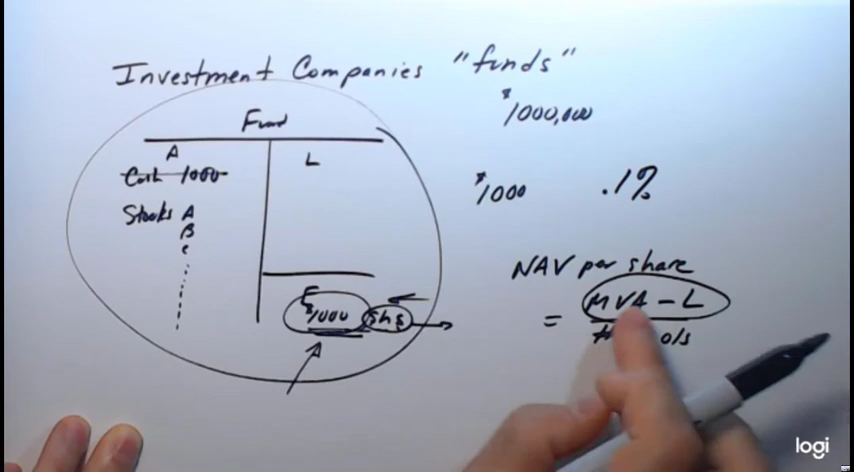 Investment Companies "funds"
$1000,000
Fund
A
L
Cash 1000
$1000 .1%
Stocks A
B
C
NAV per share
E
$1000 shs
= MVA - L
o/s
logi